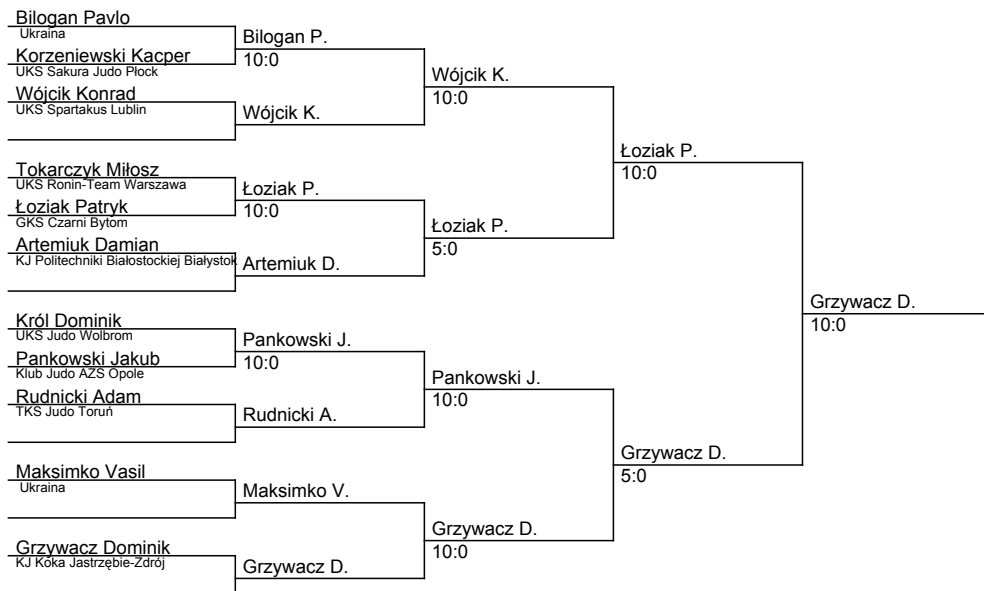 Bilogan Pavlo
Ukraina
Korzeniewski Kacper
UKS Sakura Judo Płock
Wójcik Konrad
UKS Spartakus Lublin
Tokarczyk Miłosz
UKS Ronin-Team Warszawa
Łoziak Patryk
GKS Czarni Bytom
Artemiuk Damian
KJ Politechniki Białostockiej Białystok
Król Dominik
UKS Judo Wolbrom
Pankowski Jakub
Klub Judo AZS Opole
Rudnicki Adam
TKS Judo Toruń
Maksimko Vasil
Ukraina
Grzywacz Dominik
KJ Koka Jastrzębie-Zdrój
Bilogan P.
10:0
Wójcik K.
Łoziak P.
10:0
Artemiuk D.
Pankowski J.
10:0
Rudnicki A.
Maksimko V.
Grzywacz D.
Wójcik K.
10:0
Łoziak P.
5:0
Pankowski J.
10:0
Grzywacz D.
10:0
Łoziak P.
10:0
Grzywacz D.
5:0
Grzywacz D.
10:0